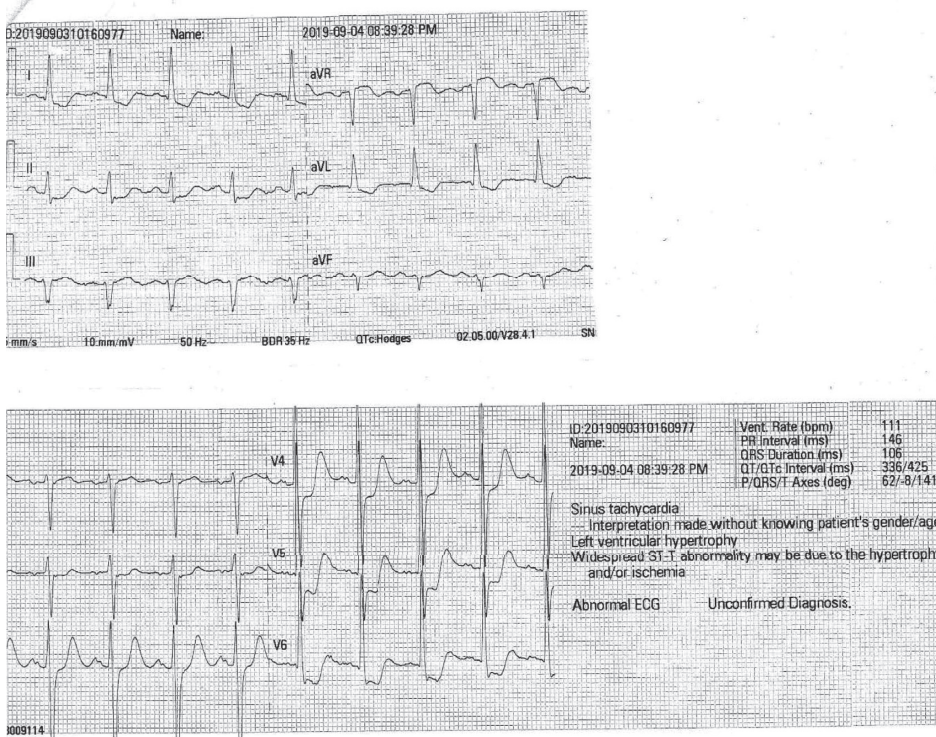 ID:2019090310160977 Name: 2019-09-04 08:39:28 PM
I aVR
II aVL
III aVF
mm/s 10 mm/mV 50 Hz BDR 35 Hz QTc:Hodges 02.05.00/V28.4.1 SN
V4
V5
V6
3009114
ID:2019090310160977
Name:
2019-09-04 08:39:28 PM
Vent. Rate (bpm) 111
PR Interval (ms) 146
QRS Duration (ms) 106
QT/QTc Interval (ms) 336/425
P/QRS/T Axes (deg) 62/-8/141
Sinus tachycardia
--- Interpretation made without knowing patient's gender/age
Left ventricular hypertrophy
Widespread ST-T abnormality may be due to the hypertrophy
and/or ischemia
Abnormal ECG Unconfirmed Diagnosis.